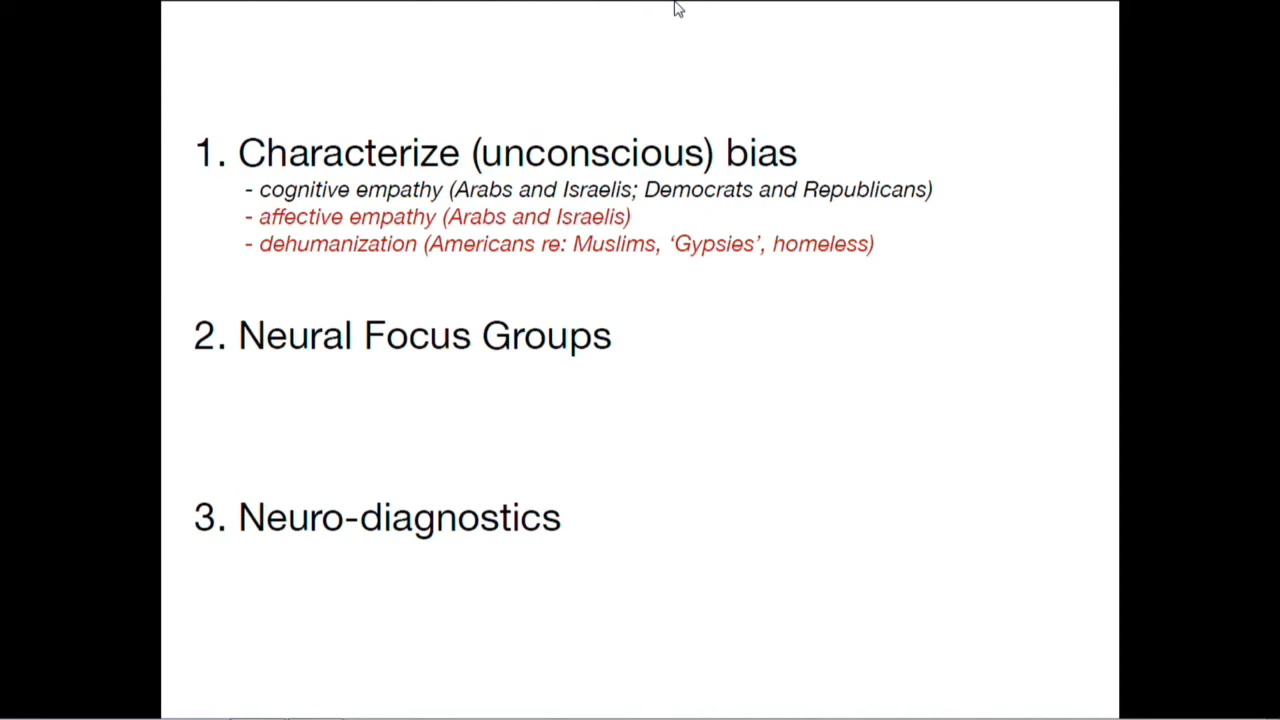 1. Characterize (unconscious) bias
- cognitive empathy (Arabs and Israelis; Democrats and Republicans)
- affective empathy (Arabs and Israelis)
- dehumanization (Americans re: Muslims, ‘Gypsies’, homeless)
2. Neural Focus Groups
3. Neuro-diagnostics